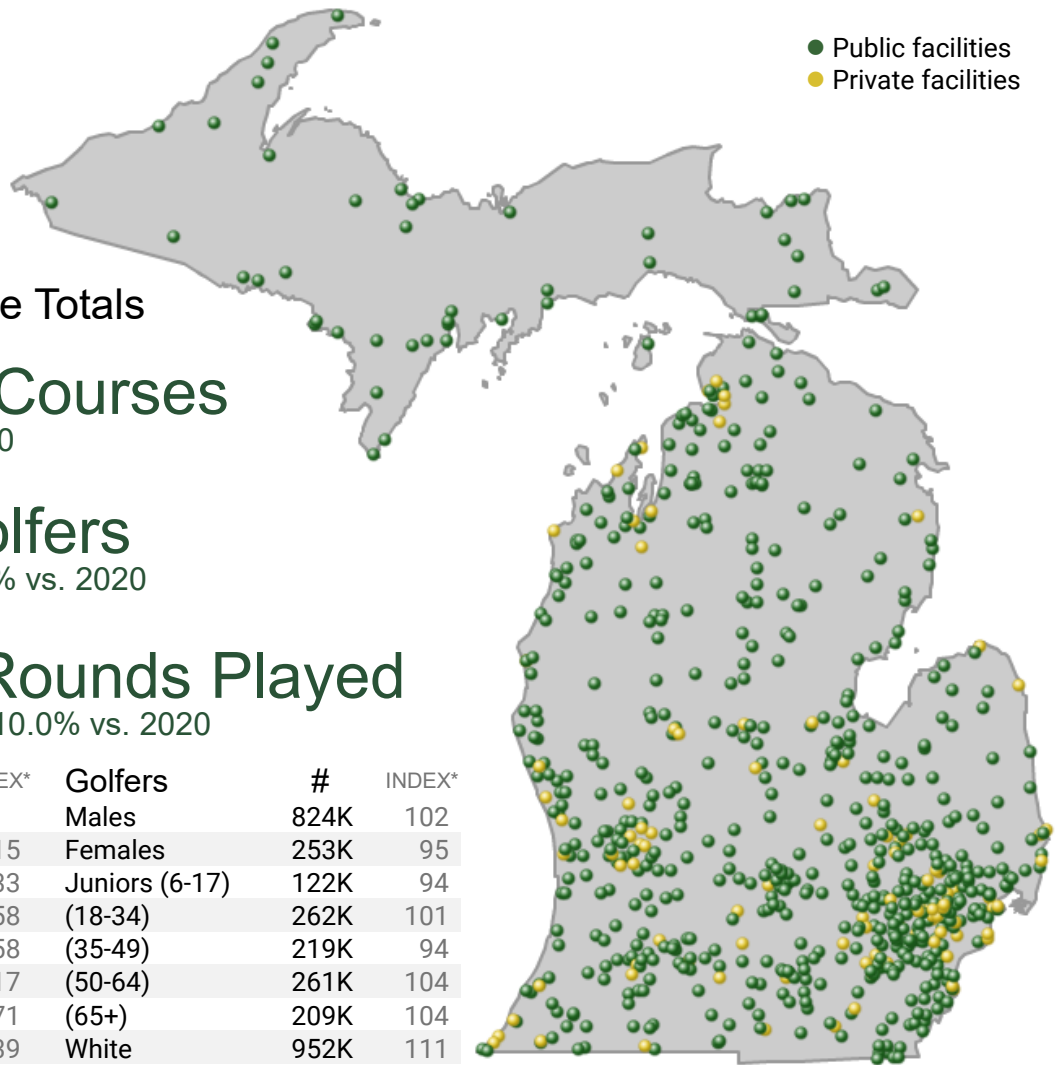 Public facilities
Private facilities
e Totals
Courses
0
olfers
% vs. 2020
Rounds Played
10.0% vs. 2020
EX* Golfers # INDEX*
Males 824K 102
15 Females 253K 95
33 Juniors (6-17) 122K 94
58 (18-34) 262K 101
58 (35-49) 219K 94
17 (50-64) 261K 104
71 (65+) 209K 104
39 White 952K 111